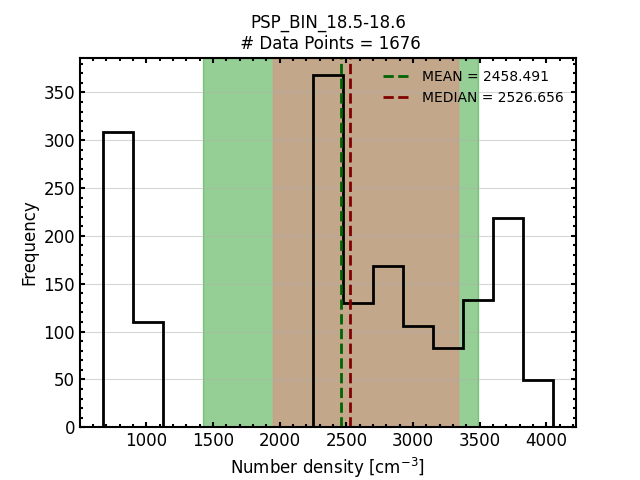 PSP_BIN_18.5-18.6
# Data Points = 1676
MEAN = 2458.491
MEDIAN = 2526.656
350
300
250
200
150
100
50
0
Frequency
1000 1500 2000 2500 3000 3500 4000
Number density [cm⁻³]